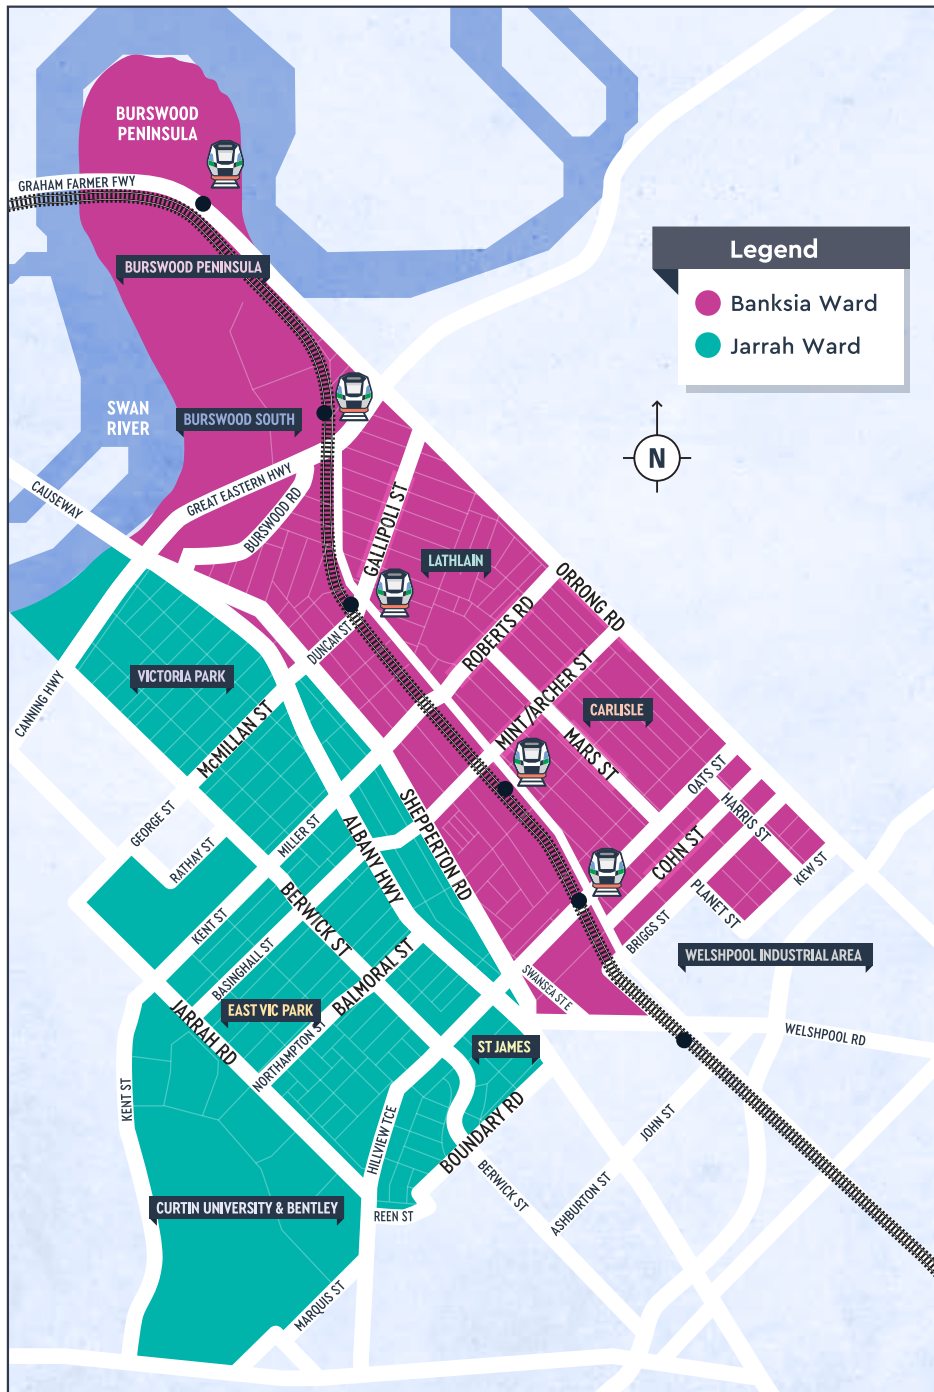 BURSWOOD
PENINSULA
GRAHAM FARMER FWY
BURSWOOD PENINSULA
Legend
Banksia Ward
Jarrah Ward
SWAN
RIVER
BURSWOOD SOUTH
N
CAUSEWAY
GREAT EASTERN HWY
BURSWOOD RD
GALLIPOLI ST
LATHLAIN
ORRONG RD
ROBERTS RD
DUNCAN ST
VICTORIA PARK
CANNING HWY
McMILLAN ST
MINT /ARCHER ST
CARLISLE
MARS ST
OATS ST
HARRIS ST
GEORGE ST
RATHAY ST
MILLER ST
ALBANY HWY
SHEPPERTON RD
COHN ST
KEW ST
PLANET ST
BRIGGS ST
BERWICK ST
KENT ST
BASINGHALL ST
BALMORAL ST
WELSHPOOL INDUSTRIAL AREA
SWANSEA ST E
EAST VIC PARK
JARRAH RD
NORTHAMPTON ST
ST JAMES
WELSHPOOL RD
KENT ST
HILLVIEW TCE
BOUNDARY RD
JOHN ST
BERWICK ST
ASHBURTON ST
CURTIN UNIVERSITY & BENTLEY
REEN ST
MARQUIS ST